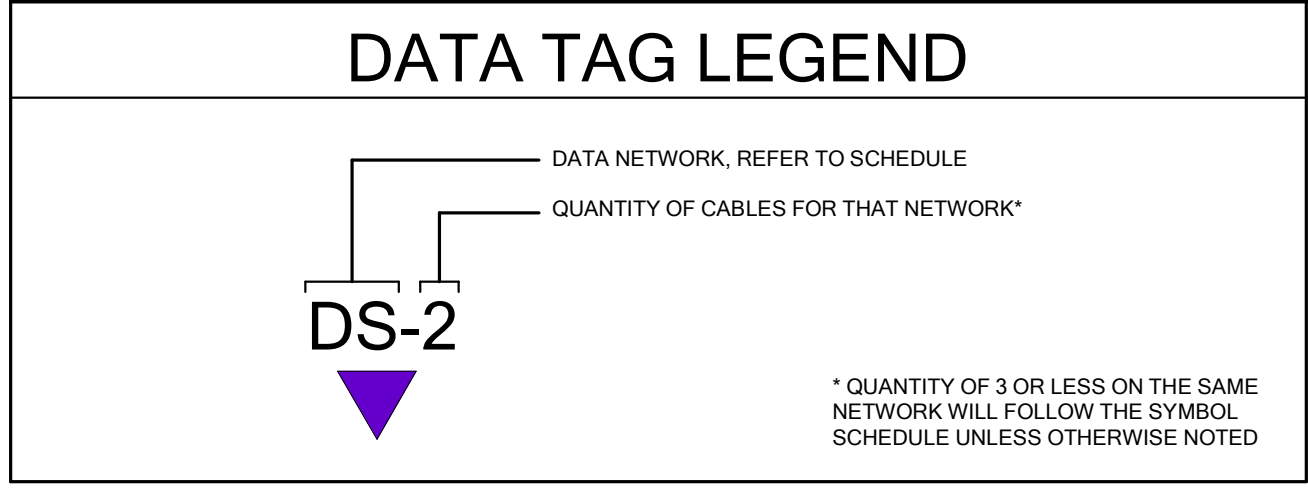 DATA TAG LEGEND
DATA NETWORK, REFER TO SCHEDULE
QUANTITY OF CABLES FOR THAT NETWORK*
DS-2
* QUANTITY OF 3 OR LESS ON THE SAME
NETWORK WILL FOLLOW THE SYMBOL
SCHEDULE UNLESS OTHERWISE NOTED